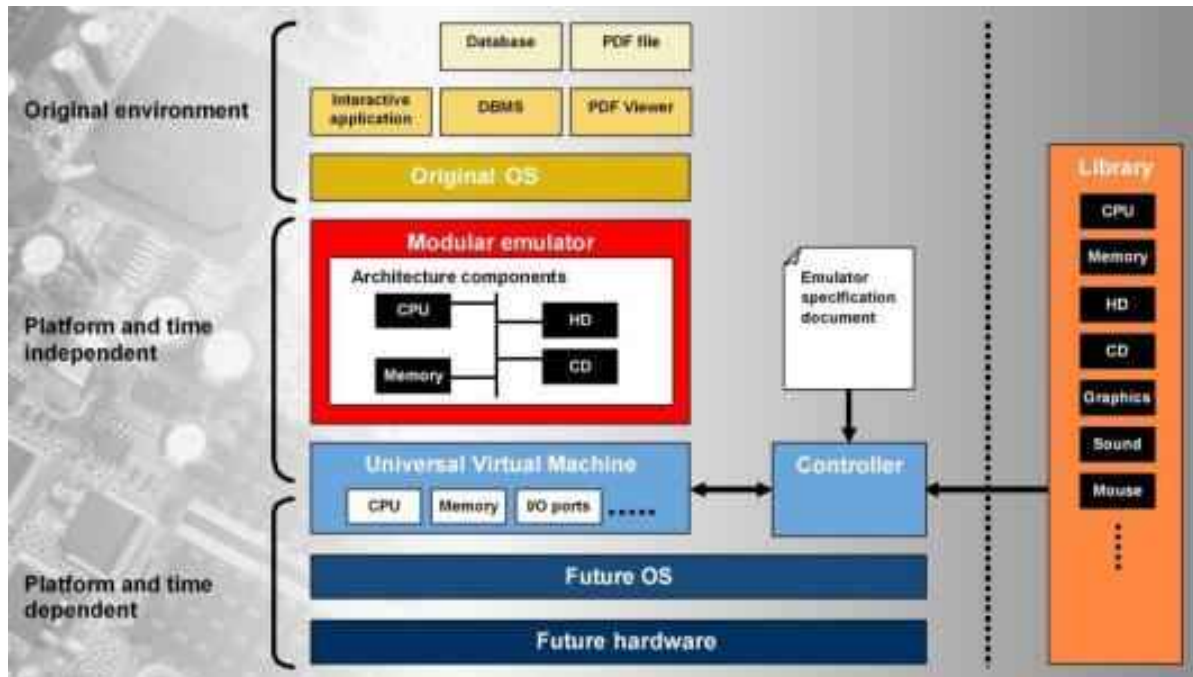 Original environment
Database
PDF file
Interactive
application
DBMS
PDF Viewer
Original OS
Platform and time
independent
Modular emulator
Architecture components
CPU
HD
Memory
CD
Emulator
specification
document
Universal Virtual Machine
CPU
Memory
I/O ports
.....
Controller
Platform and time
dependent
Future OS
Future hardware
Library
CPU
Memory
HD
CD
Graphics
Sound
Mouse